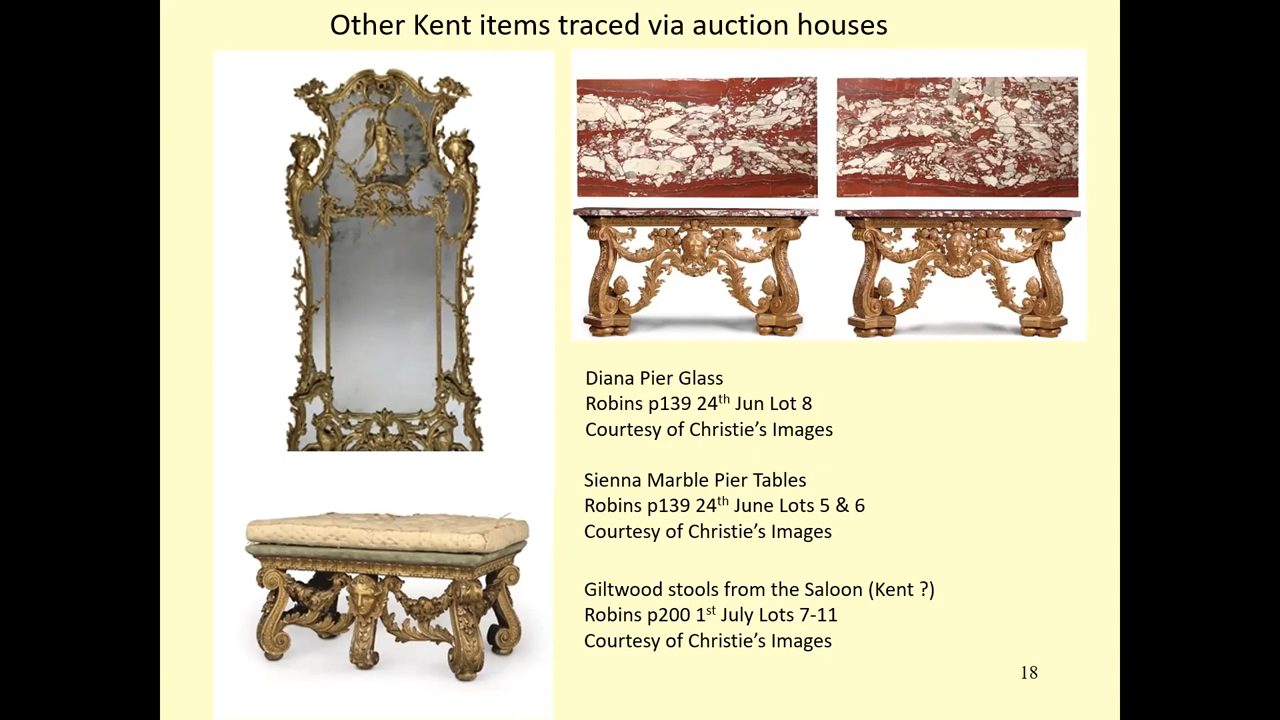 Other Kent items traced via auction houses
Diana Pier Glass
Robins p139 24th Jun Lot 8
Courtesy of Christie’s Images
Sienna Marble Pier Tables
Robins p139 24th June Lots 5 & 6
Courtesy of Christie’s Images
Giltwood stools from the Saloon (Kent ?)
Robins p200 1st July Lots 7-11
Courtesy of Christie’s Images
18